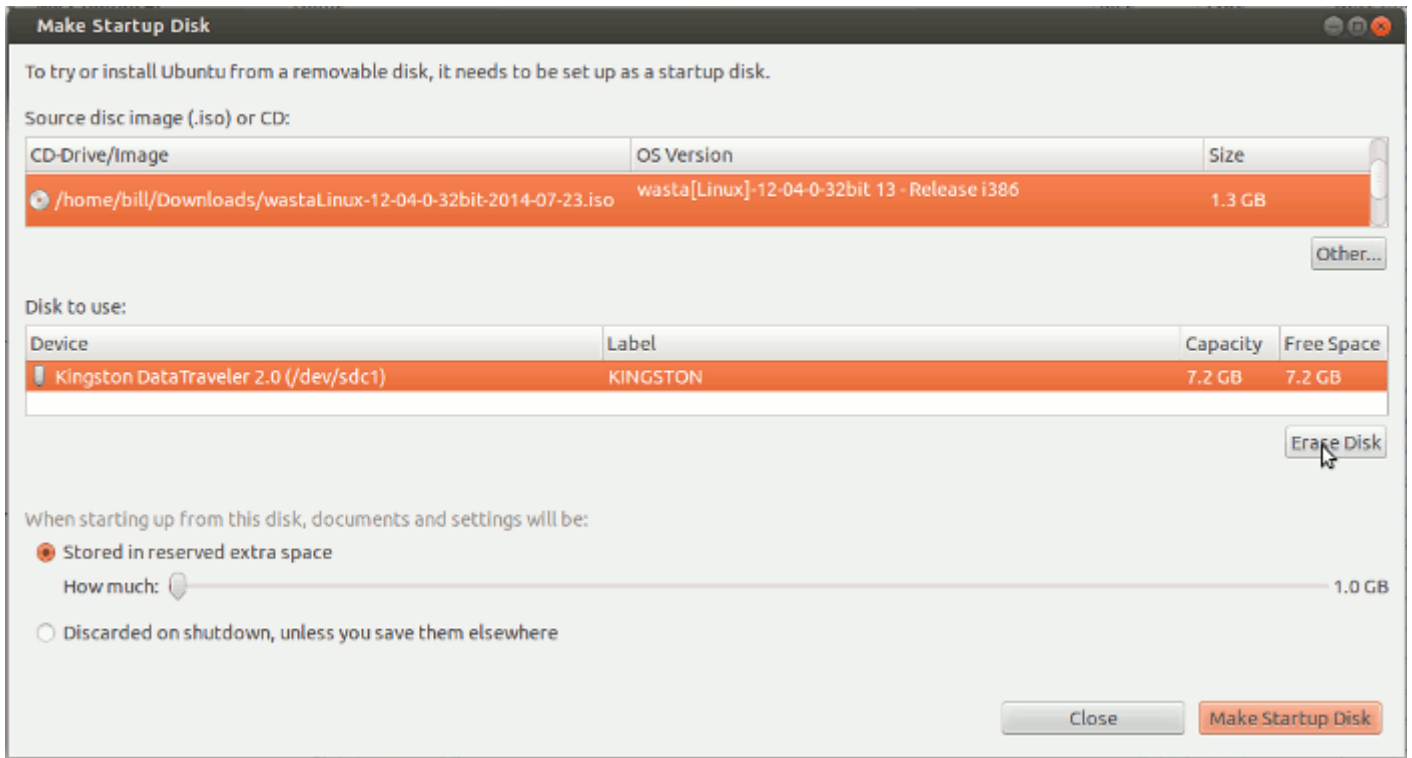 Make Startup Disk
To try or install Ubuntu from a removable disk, it needs to be set up as a startup disk.
Source disc image (.iso) or CD:
CD-Drive/Image OS Version Size
/home/bill/Downloads/wastaLinux-12-04-0-32bit-2014-07-23.iso wasta[Linux]-12-04-0-32bit 13 - Release i386 1.3 GB
Other...
Disk to use:
Device Label Capacity Free Space
Kingston DataTraveler 2.0 (/dev/sdc1) KINGSTON 7.2 GB 7.2 GB
Erase Disk
When starting up from this disk, documents and settings will be:
Stored in reserved extra space
How much: 1.0 GB
Discarded on shutdown, unless you save them elsewhere
Close Make Startup Disk